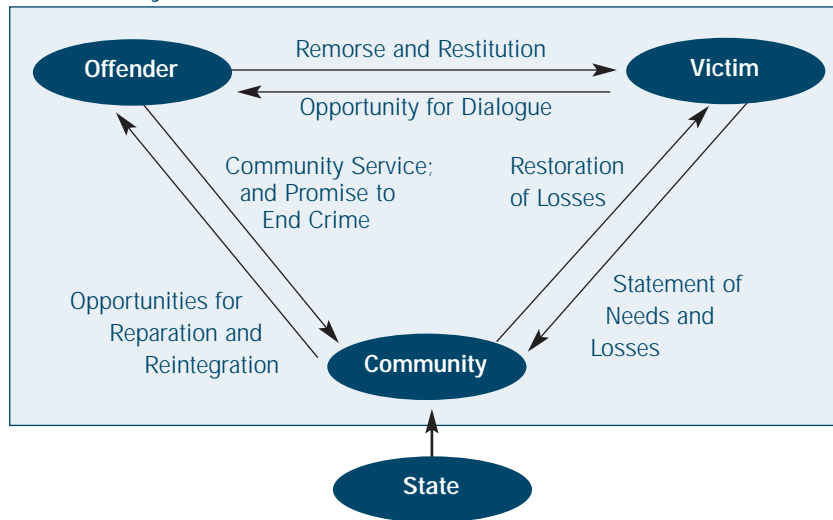 Remorse and Restitution
Offender
Victim
Opportunity for Dialogue
Community Service;
and Promise to
End Crime
Restoration
of Losses
Opportunities for
Reparation and
Reintegration
Statement of
Needs and
Losses
Community
State